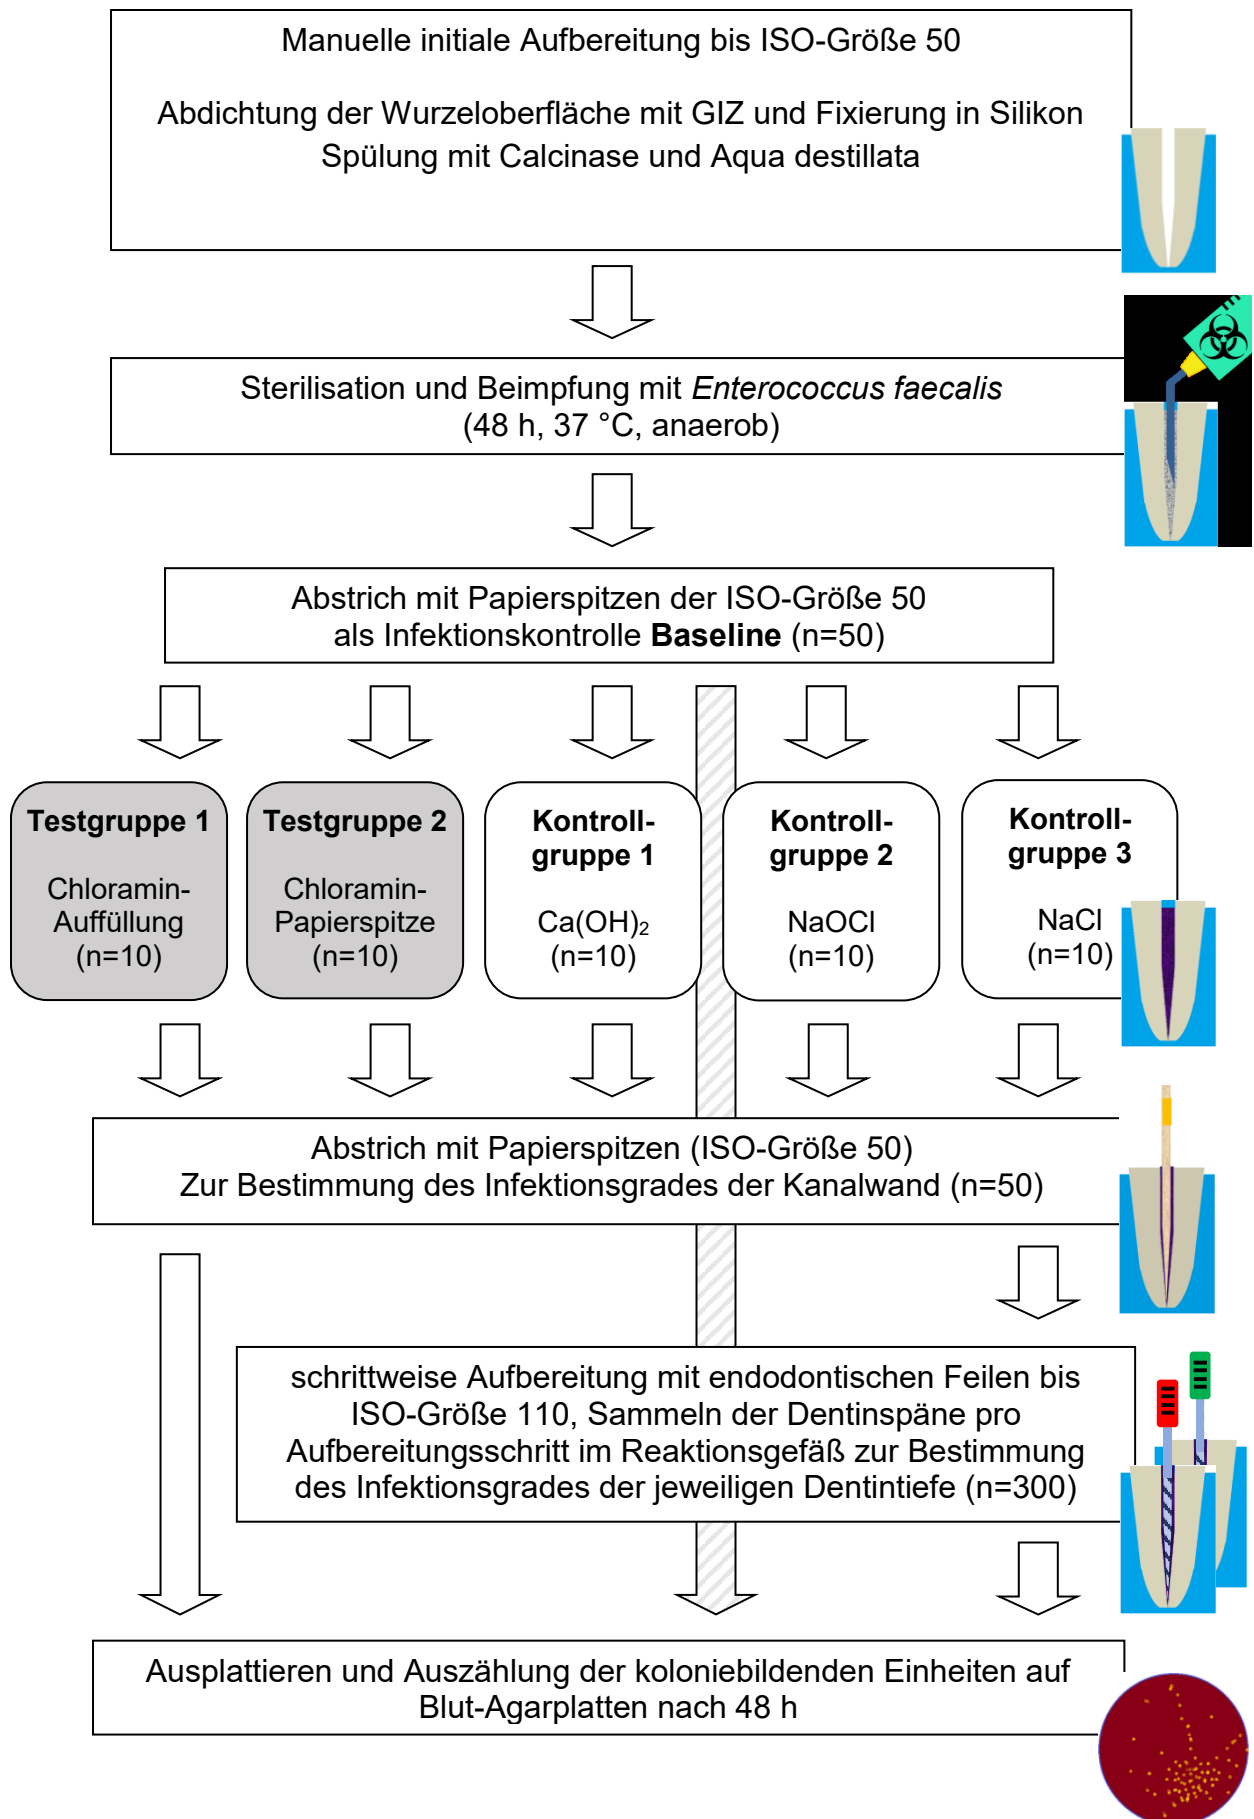 Manuelle initiale Aufbereitung bis ISO-Größe 50
Abdichtung der Wurzeloberfläche mit GIZ und Fixierung in Silikon
Spülung mit Calcinase und Aqua destillata
Sterilisation und Beimpfung mit Enterococcus faecalis
(48 h, 37 °C, anaerob)
Abstrich mit Papierspitzen der ISO-Größe 50
als Infektionskontrolle Baseline (n=50)
Testgruppe 1
Chloramin-
Auffüllung
(n=10)
Testgruppe 2
Chloramin-
Papierspitze
(n=10)
Kontroll-
gruppe 1
Ca(OH)₂
(n=10)
Kontroll-
gruppe 2
NaOCl
(n=10)
Kontroll-
gruppe 3
NaCl
(n=10)
Abstrich mit Papierspitzen (ISO-Größe 50)
Zur Bestimmung des Infektionsgrades der Kanalwand (n=50)
schrittweise Aufbereitung mit endodontischen Feilen bis
ISO-Größe 110, Sammeln der Dentinspäne pro
Aufbereitungsschritt im Reaktionsgefäß zur Bestimmung
des Infektionsgrades der jeweiligen Dentintiefe (n=300)
Ausplattieren und Auszählung der koloniebildenden Einheiten auf
Blut-Agarplatten nach 48 h